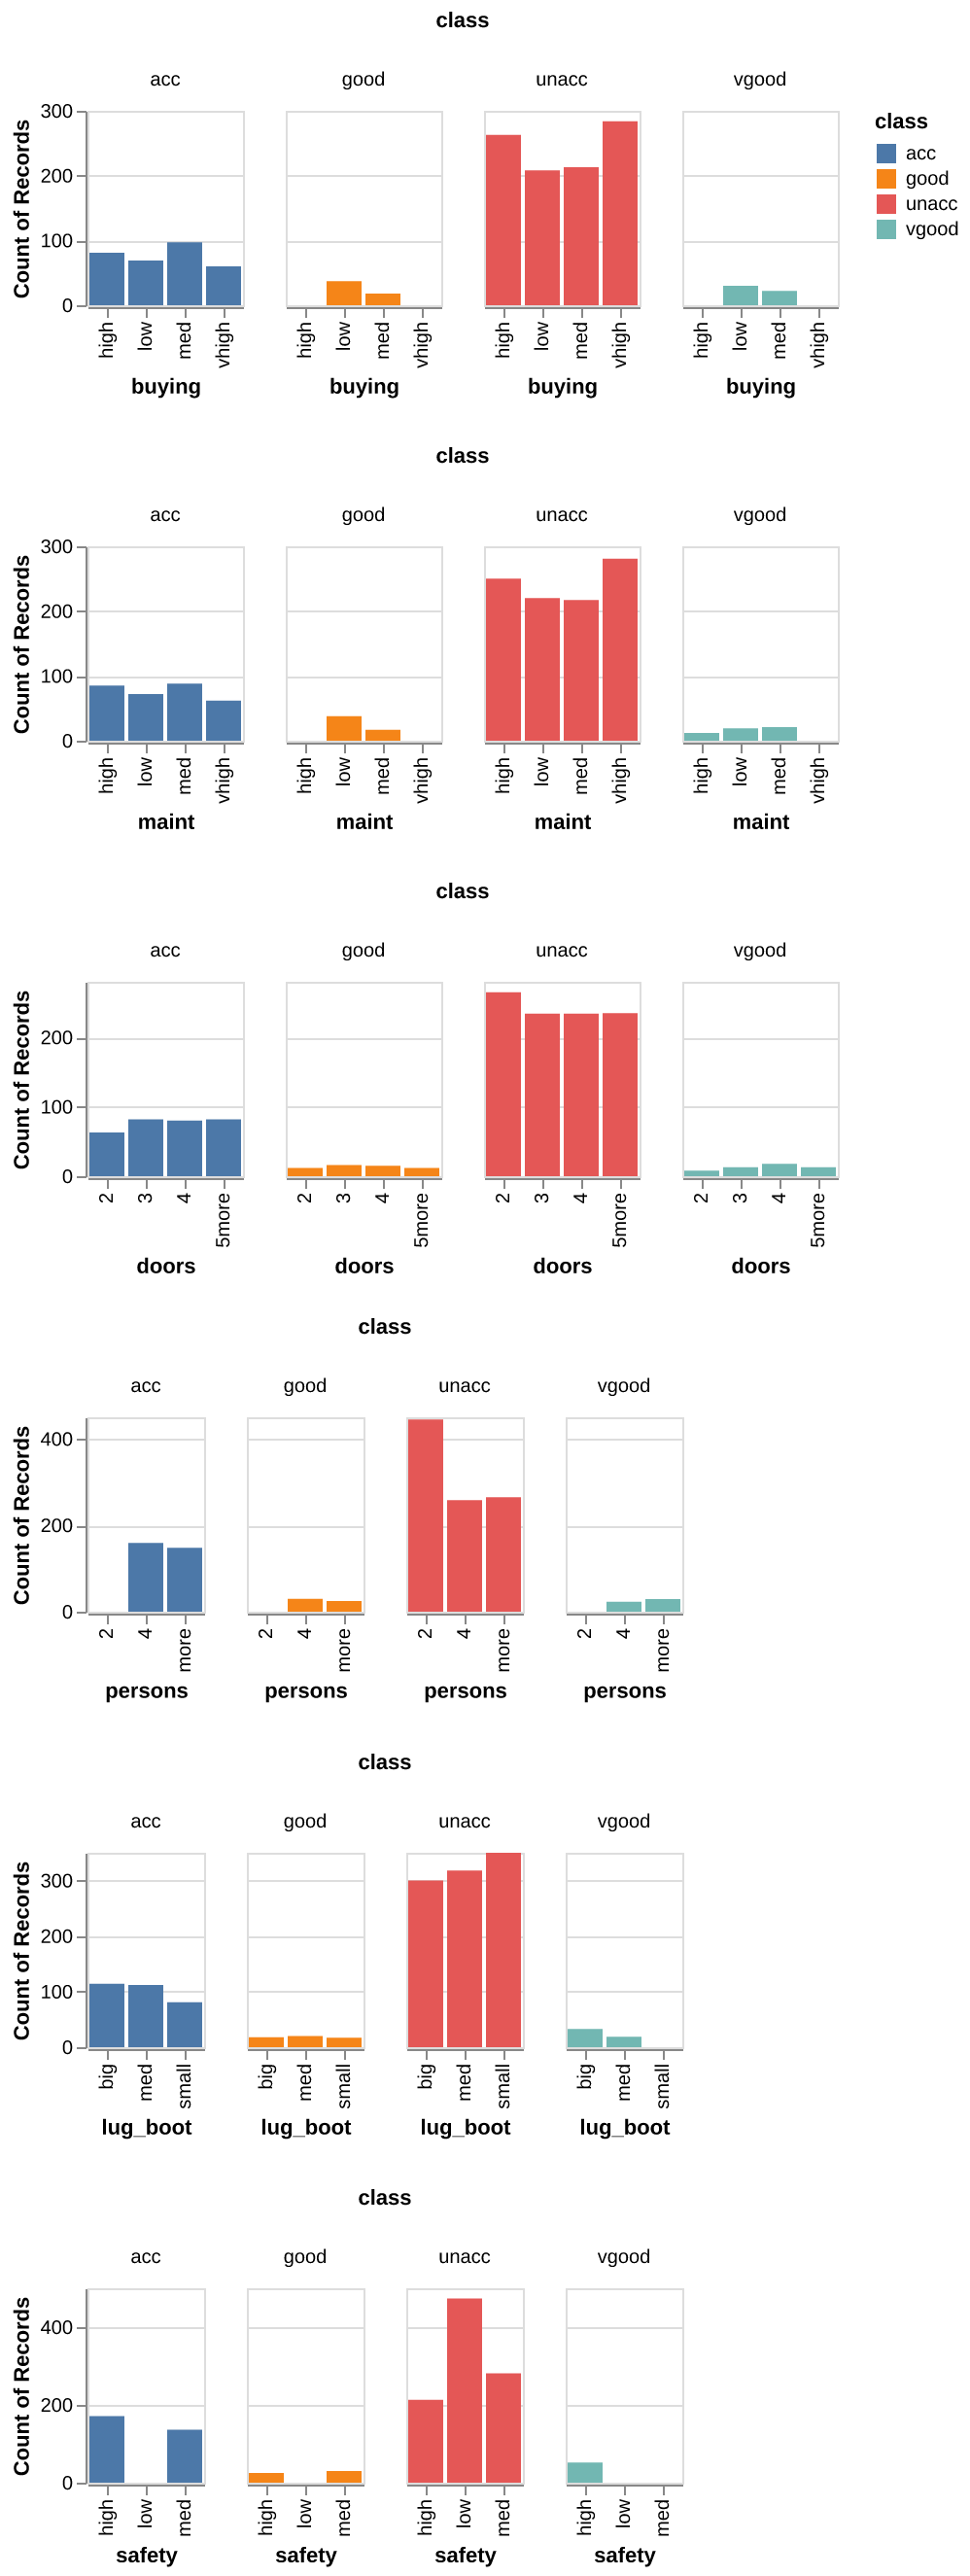 class
acc good unacc vgood
300
200
100
0
Count of Records
high low med vhigh high low med vhigh high low med vhigh high low med vhigh
buying buying buying buying
class
acc
good
unacc
vgood
class
acc good unacc vgood
300
200
100
0
Count of Records
high low med vhigh high low med vhigh high low med vhigh high low med vhigh
maint maint maint maint
class
acc good unacc vgood
200
100
0
Count of Records
2 3 4 5more 2 3 4 5more 2 3 4 5more 2 3 4 5more
doors doors doors doors
class
acc good unacc vgood
400
200
0
Count of Records
2 4 more 2 4 more 2 4 more 2 4 more
persons persons persons persons
class
acc good unacc vgood
300
200
100
0
Count of Records
big med small big med small big med small big med small
lug_boot lug_boot lug_boot lug_boot
class
acc good unacc vgood
400
200
0
Count of Records
high low med high low med high low med high low med
safety safety safety safety